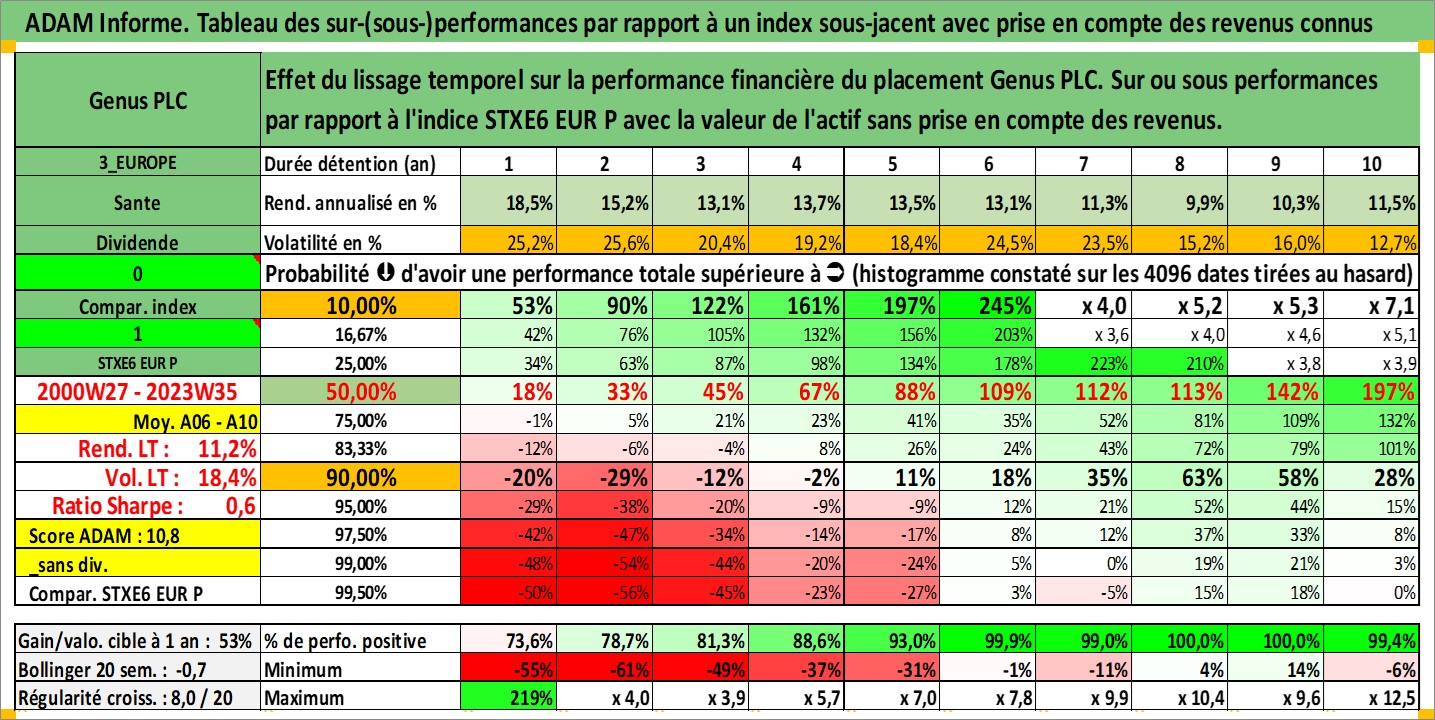 ADAM Informe. Tableau des sur-(sous-)performances par rapport à un index sous-jacent avec prise en compte des revenus connus
Genus PLC
Effet du lissage temporel sur la performance financière du placement Genus PLC. Sur ou sous performances
par rapport à l'indice STXE6 EUR P avec la valeur de l'actif sans prise en compte des revenus.
3_EUROPE Durée détention (an) 1 2 3 4 5 6 7 8 9 10
Sante Rend. annualisé en % 18,5% 15,2% 13,1% 13,7% 13,5% 13,1% 11,3% 9,9% 10,3% 11,5%
Dividende Volatilité en % 25,2% 25,6% 20,4% 19,2% 18,4% 24,5% 23,5% 15,2% 16,0% 12,7%
0 Probabilité ⮋ d'avoir une performance totale supérieure à ➲ (histogramme constaté sur les 4096 dates tirées au hasard)
Compar. index 10,00% 53% 90% 122% 161% 197% 245% x 4,0 x 5,2 x 5,3 x 7,1
1 16,67% 42% 76% 105% 132% 156% 203% x 3,6 x 4,0 x 4,6 x 5,1
STXE6 EUR P 25,00% 34% 63% 87% 98% 134% 178% 223% 210% x 3,8 x 3,9
2000W27 - 2023W35 50,00% 18% 33% 45% 67% 88% 109% 112% 113% 142% 197%
Moy. A06 - A10 75,00% -1% 5% 21% 23% 41% 35% 52% 81% 109% 132%
Rend. LT : 11,2% 83,33% -12% -6% -4% 8% 26% 24% 43% 72% 79% 101%
Vol. LT : 18,4% 90,00% -20% -29% -12% -2% 11% 18% 35% 63% 58% 28%
Ratio Sharpe : 0,6 95,00% -29% -38% -20% -9% -9% 12% 21% 52% 44% 15%
Score ADAM : 10,8 97,50% -42% -47% -34% -14% -17% 8% 12% 37% 33% 8%
_sans div. 99,00% -48% -54% -44% -20% -24% 5% 0% 19% 21% 3%
Compar. STXE6 EUR P 99,50% -50% -56% -45% -23% -27% 3% -5% 15% 18% 0%
Gain/valo. cible à 1 an : 53% % de perfo. positive 73,6% 78,7% 81,3% 88,6% 93,0% 99,9% 99,0% 100,0% 100,0% 99,4%
Bollinger 20 sem. : -0,7 Minimum -55% -61% -49% -37% -31% -1% -11% 4% 14% -6%
Régularité croiss. : 8,0 / 20 Maximum 219% x 4,0 x 3,9 x 5,7 x 7,0 x 7,8 x 9,9 x 10,4 x 9,6 x 12,5